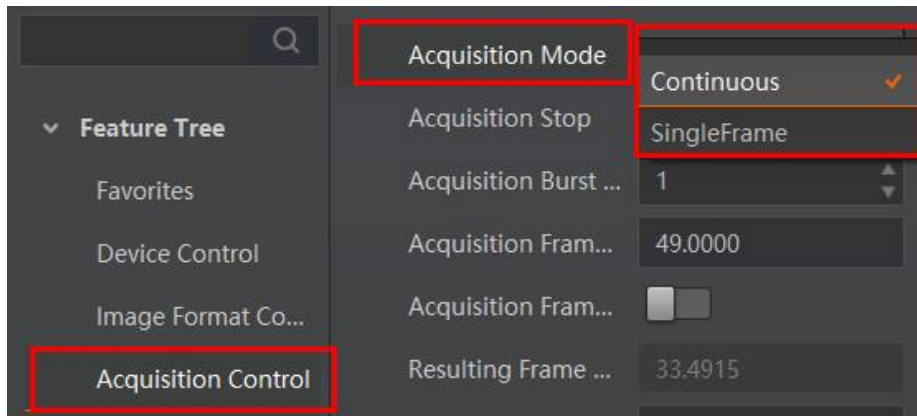 Acquisition Mode
Continuous
SingleFrame
Feature Tree
Acquisition Stop
Favorites
Acquisition Burst ...
1
Device Control
Acquisition Fram...
49.0000
Image Format Co...
Acquisition Fram...
Acquisition Control
Resulting Frame ...
33.4915